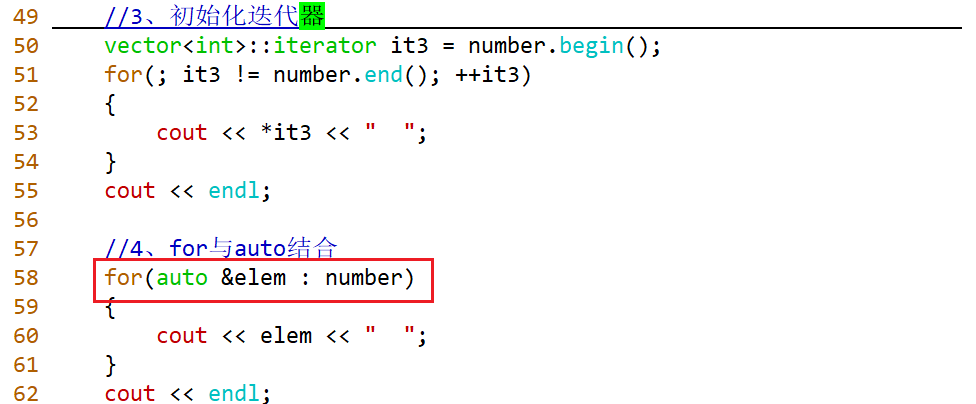 49 //3、初始化迭代器
50 vector<int>::iterator it3 = number.begin();
51 for(; it3 != number.end(); ++it3)
52 {
53 cout << *it3 << "  ";
54 }
55 cout << endl;
56
57 //4、for与auto结合
58 for(auto &elem : number)
59 {
60 cout << elem << "  ";
61 }
62 cout << endl;